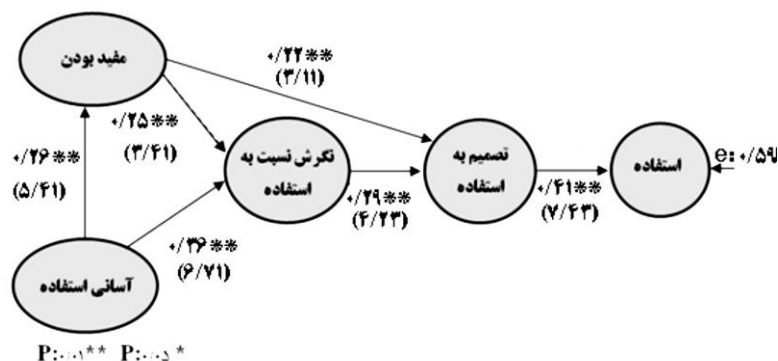 مفید بودن
۰/۲۲**
(۳/۱۱)
۰/۲۵**
(۳/۴۱)
۰/۲۶**
(۵/۴۱)
نگرش نسبت به
استفاده
تصمیم به
استفاده
استفاده
e: ۰/۵۹
۰/۲۹**
(۴/۲۳)
۰/۴۱**
(۷/۴۳)
۰/۳۶**
(۶/۷۱)
آسانی استفاده
P:۰.۰۱** P:۰.۰۵*